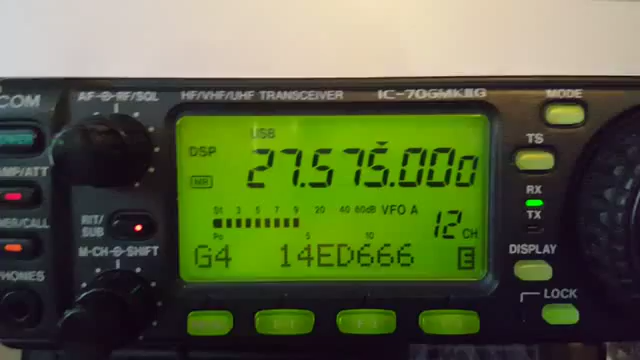 COM
AF-⊖-RF/SQL
HF/VHF/UHF TRANSCEIVER
IC-706MKIIG
MODE
USB
DSP
27.575.000
TS
AMP/ATT
MR
RX
S1 3 5 7 9 20 40 60dB VFO A
TX
12 CH
RIT/
SUB
/CALL
Po 5 10
M-CH-⊖-SHIFT
DISPLAY
G4 14ED666 E
PHONES
LOCK